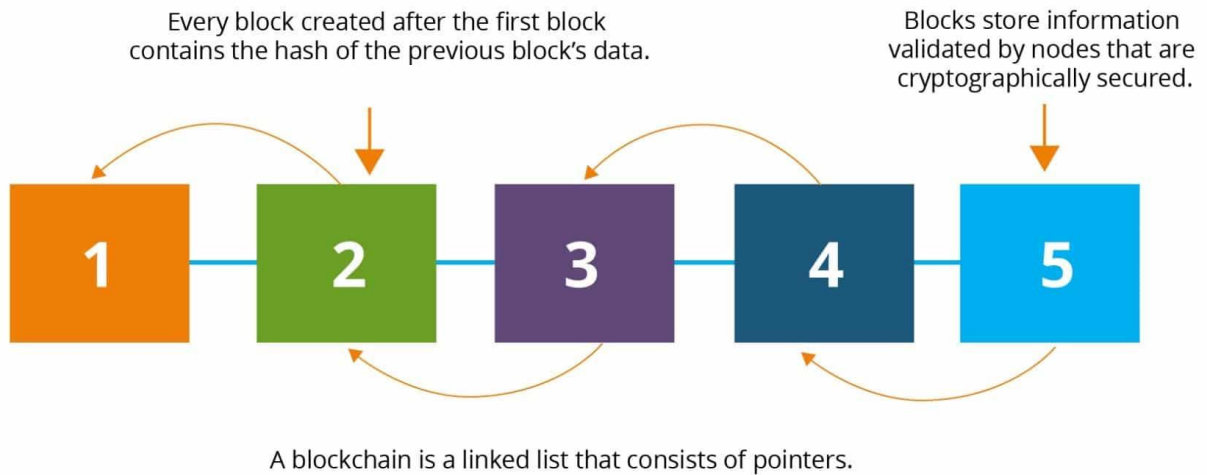 Every block created after the first block
contains the hash of the previous block's data.
Blocks store information
validated by nodes that are
cryptographically secured.
1
2
3
4
5
A blockchain is a linked list that consists of pointers.